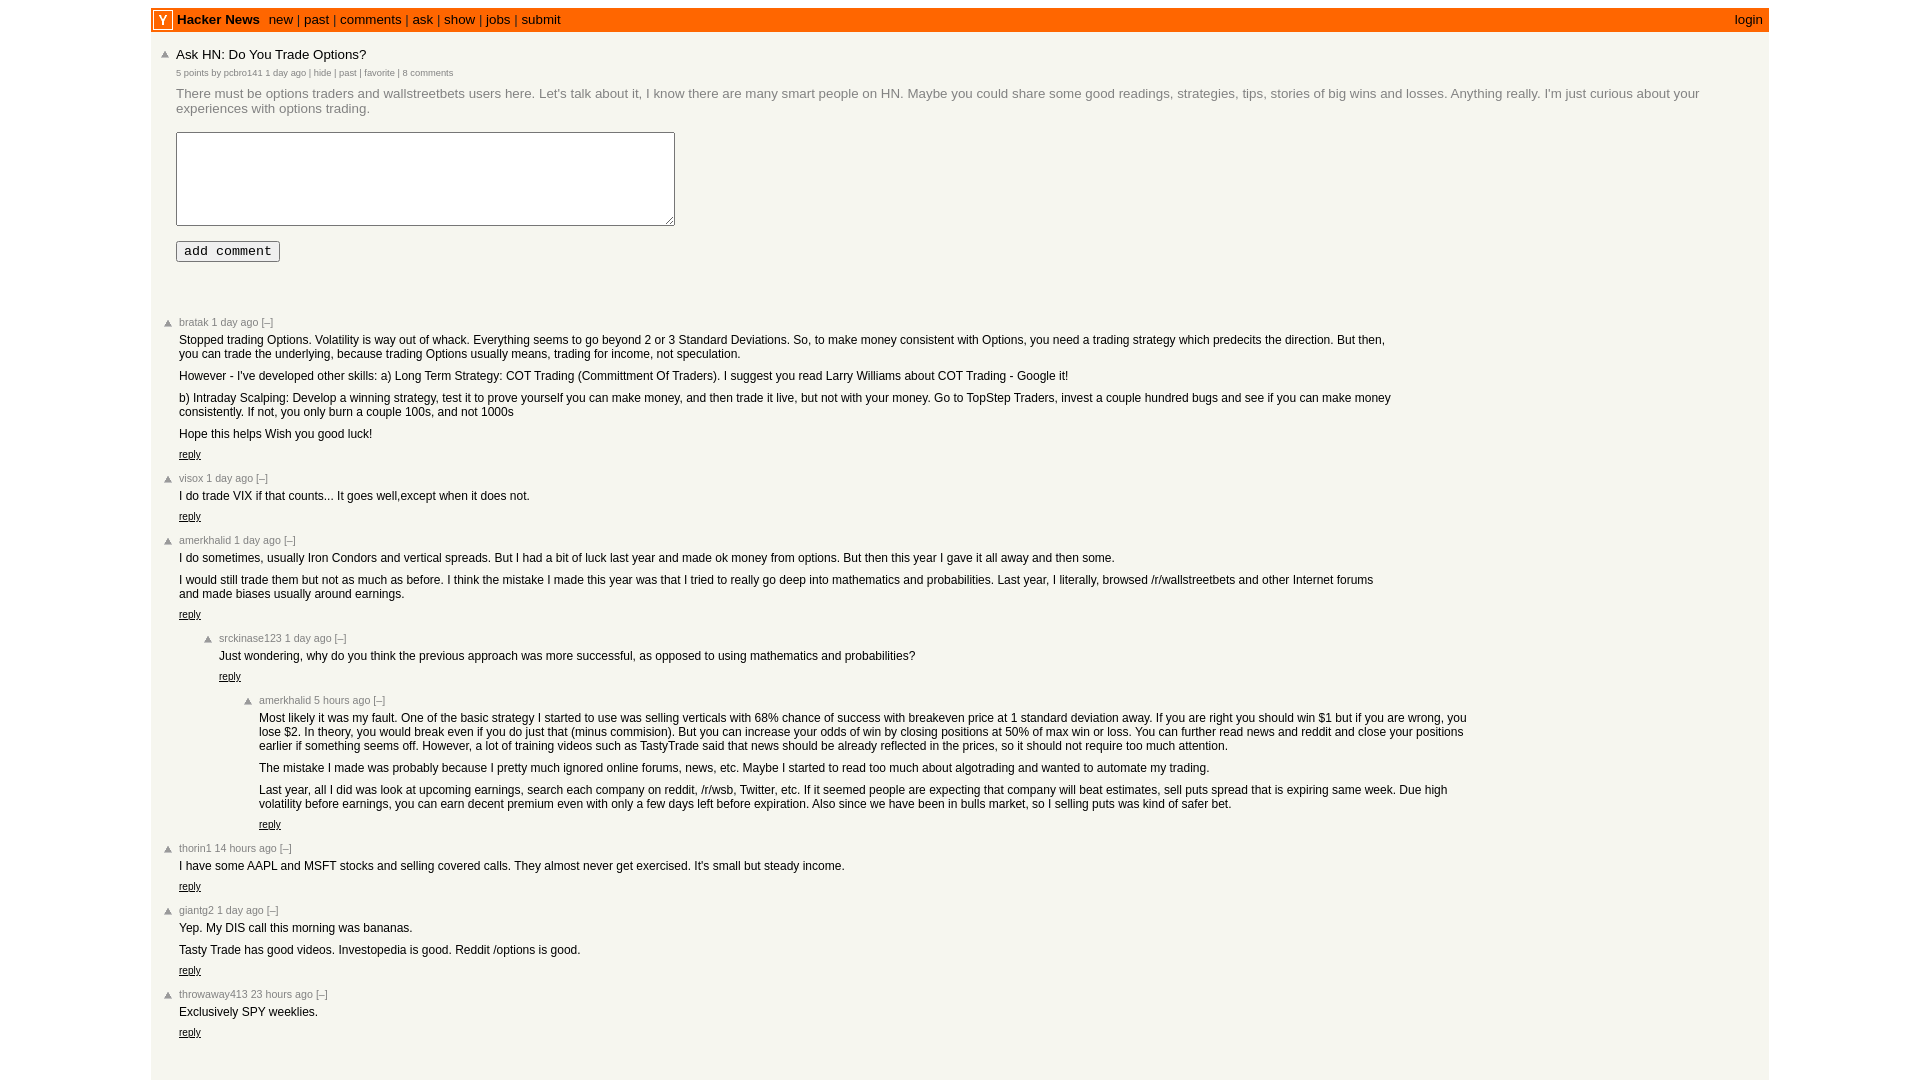 Y Hacker News new | past | comments | ask | show | jobs | submit login
Ask HN: Do You Trade Options?
5 points by pcbro141 1 day ago | hide | past | favorite | 8 comments
There must be options traders and wallstreetbets users here. Let's talk about it, I know there are many smart people on HN. Maybe you could share some good readings, strategies, tips, stories of big wins and losses. Anything really. I'm just curious about your
experiences with options trading.
add comment
bratak 1 day ago [–]
Stopped trading Options. Volatility is way out of whack. Everything seems to go beyond 2 or 3 Standard Deviations. So, to make money consistent with Options, you need a trading strategy which predecits the direction. But then,
you can trade the underlying, because trading Options usually means, trading for income, not speculation.
However - I've developed other skills: a) Long Term Strategy: COT Trading (Committment Of Traders). I suggest you read Larry Williams about COT Trading - Google it!
b) Intraday Scalping: Develop a winning strategy, test it to prove yourself you can make money, and then trade it live, but not with your money. Go to TopStep Traders, invest a couple hundred bugs and see if you can make money
consistently. If not, you only burn a couple 100s, and not 1000s
Hope this helps Wish you good luck!
reply
visox 1 day ago [–]
I do trade VIX if that counts... It goes well,except when it does not.
reply
amerkhalid 1 day ago [–]
I do sometimes, usually Iron Condors and vertical spreads. But I had a bit of luck last year and made ok money from options. But then this year I gave it all away and then some.
I would still trade them but not as much as before. I think the mistake I made this year was that I tried to really go deep into mathematics and probabilities. Last year, I literally, browsed /r/wallstreetbets and other Internet forums
and made biases usually around earnings.
reply
srckinase123 1 day ago [–]
Just wondering, why do you think the previous approach was more successful, as opposed to using mathematics and probabilities?
reply
amerkhalid 5 hours ago [–]
Most likely it was my fault. One of the basic strategy I started to use was selling verticals with 68% chance of success with breakeven price at 1 standard deviation away. If you are right you should win $1 but if you are wrong, you
lose $2. In theory, you would break even if you do just that (minus commision). But you can increase your odds of win by closing positions at 50% of max win or loss. You can further read news and reddit and close your positions
earlier if something seems off. However, a lot of training videos such as TastyTrade said that news should be already reflected in the prices, so it should not require too much attention.
The mistake I made was probably because I pretty much ignored online forums, news, etc. Maybe I started to read too much about algotrading and wanted to automate my trading.
Last year, all I did was look at upcoming earnings, search each company on reddit, /r/wsb, Twitter, etc. If it seemed people are expecting that company will beat estimates, sell puts spread that is expiring same week. Due high
volatility before earnings, you can earn decent premium even with only a few days left before expiration. Also since we have been in bulls market, so I selling puts was kind of safer bet.
reply
thorin1 14 hours ago [–]
I have some AAPL and MSFT stocks and selling covered calls. They almost never get exercised. It's small but steady income.
reply
giantg2 1 day ago [–]
Yep. My DIS call this morning was bananas.
Tasty Trade has good videos. Investopedia is good. Reddit /options is good.
reply
throwaway413 23 hours ago [–]
Exclusively SPY weeklies.
reply